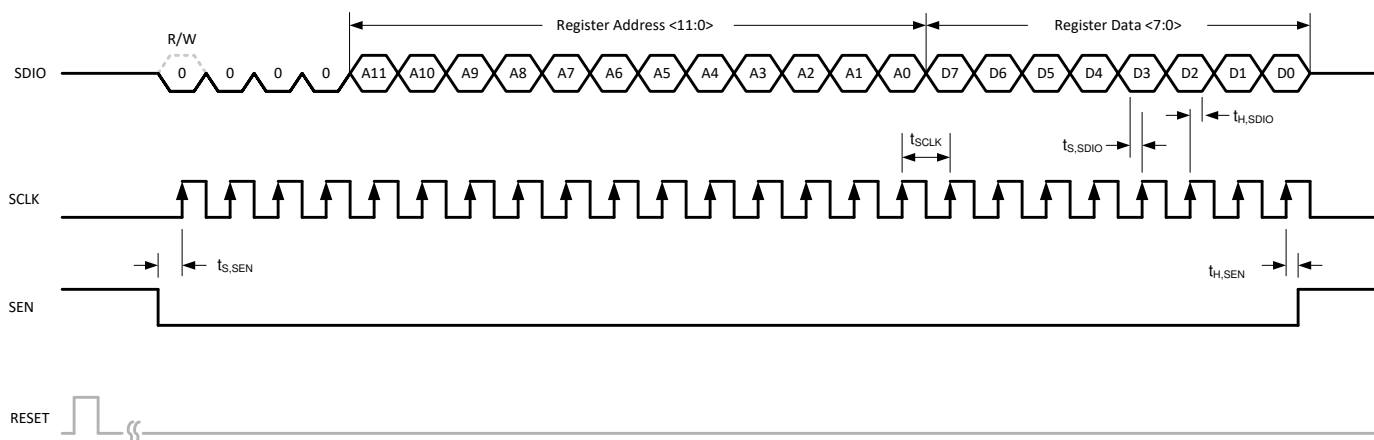 Register Address <11:0> Register Data <7:0>
R/W
SDIO 0 0 0 0 A11 A10 A9 A8 A7 A6 A5 A4 A3 A2 A1 A0 D7 D6 D5 D4 D3 D2 D1 D0
tH,SDIO
tSCLK tS,SDIO
SCLK
tS,SEN tH,SEN
SEN
RESET